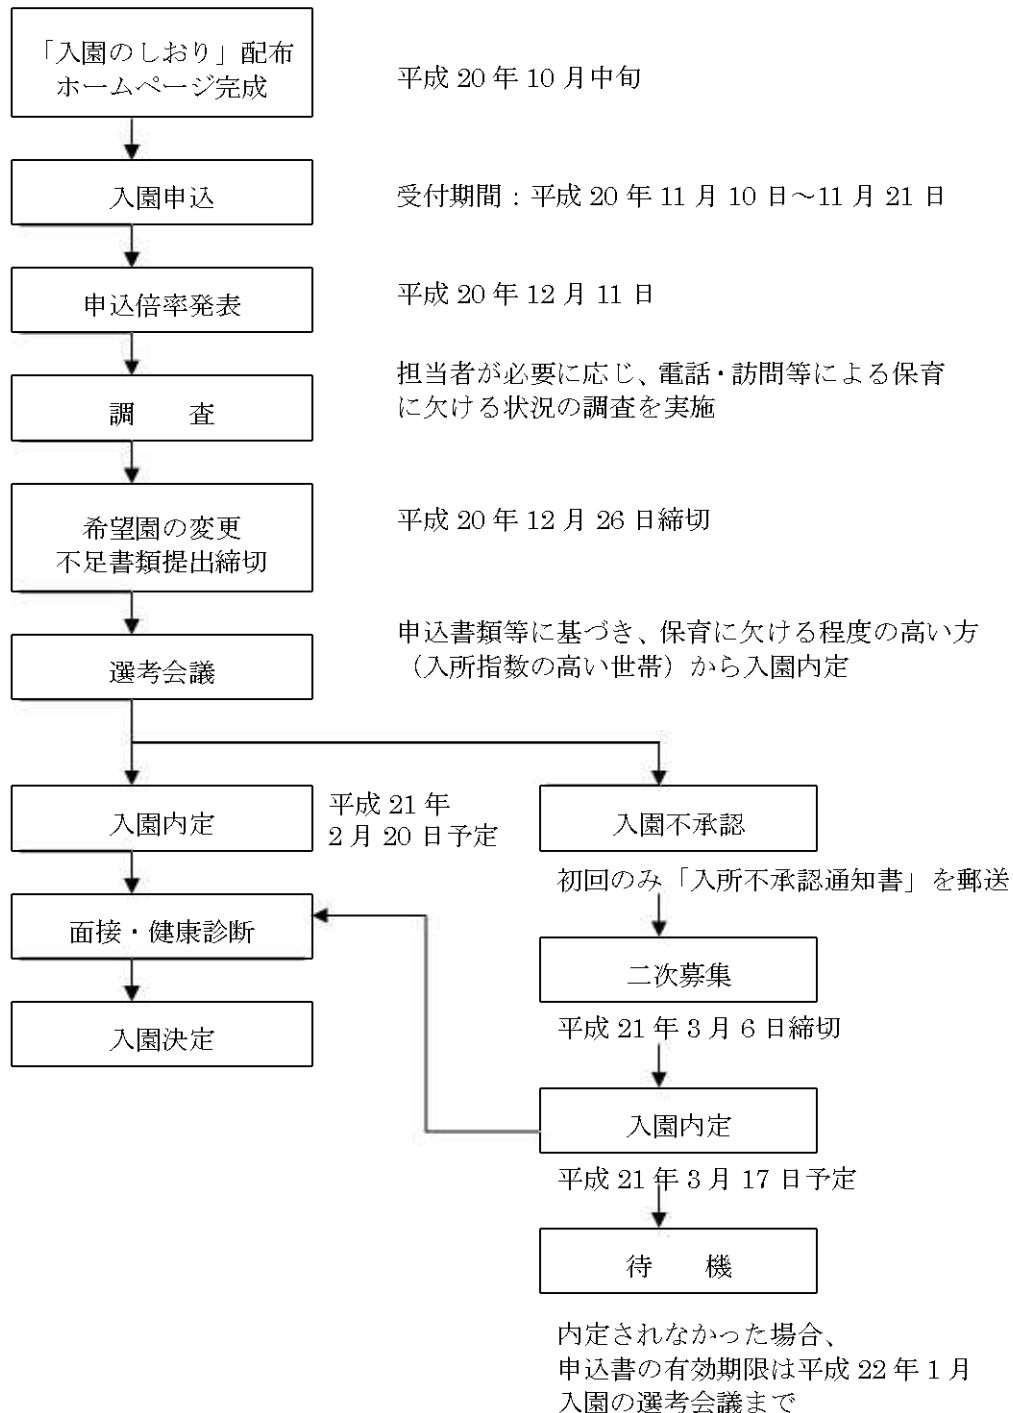 「入園のしおり」配布
ホームページ完成
平成 20 年 10 月中旬
入園申込
受付期間：平成 20 年 11 月 10 日～11 月 21 日
申込倍率発表
平成 20 年 12 月 11 日
調　　査
担当者が必要に応じ、電話・訪問等による保育
に欠ける状況の調査を実施
希望園の変更
不足書類提出締切
平成 20 年 12 月 26 日締切
選考会議
申込書類等に基づき、保育に欠ける程度の高い方
（入所指数の高い世帯）から入園内定
入園内定
平成 21 年
2 月 20 日予定
入園不承認
初回のみ「入所不承認通知書」を郵送
面接・健康診断
二次募集
平成 21 年 3 月 6 日締切
入園決定
入園内定
平成 21 年 3 月 17 日予定
待　　機
内定されなかった場合、
申込書の有効期限は平成 22 年 1 月
入園の選考会議まで